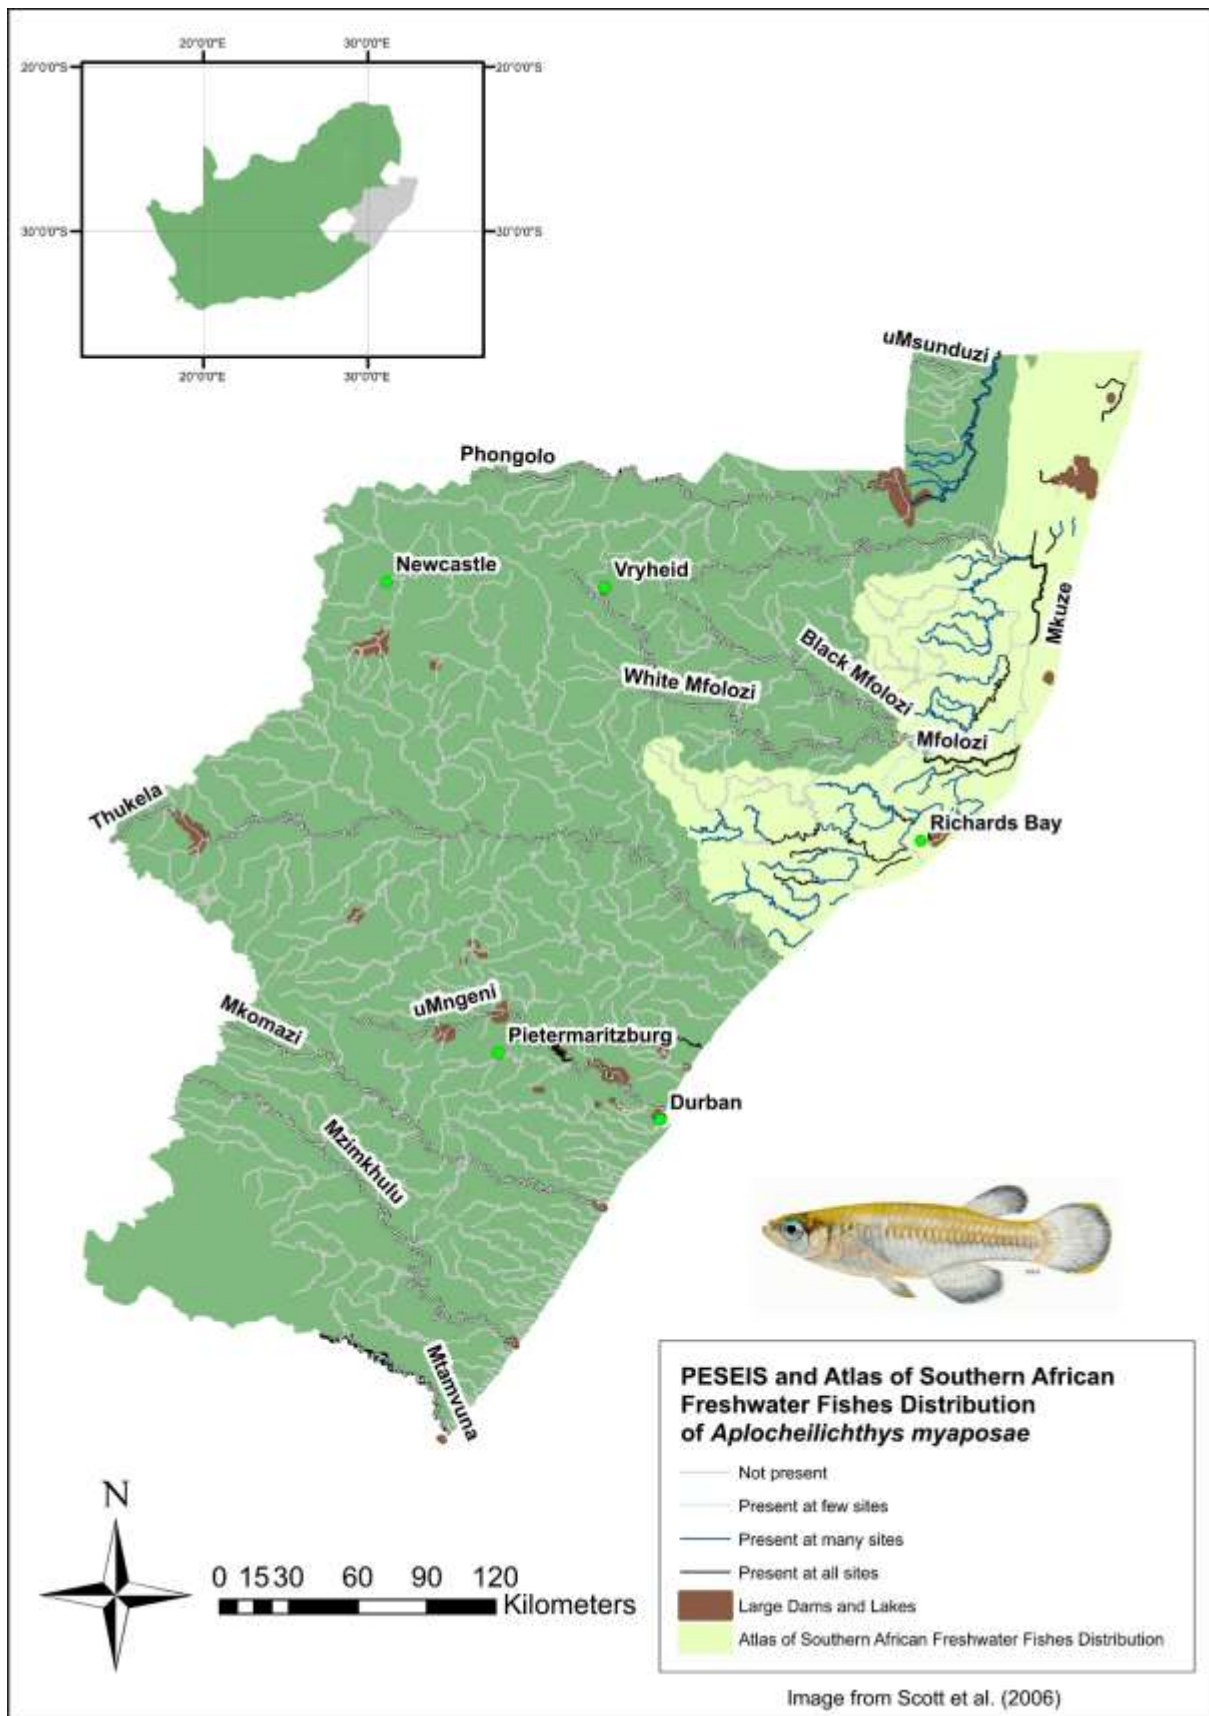 20°0'0"E
30°0'0"E
20°0'0"S
20°0'0"S
30°0'0"S
30°0'0"S
20°0'0"E
30°0'0"E
uMsunduzi
Phongolo
Newcastle
Vryheid
Mkuze
Black Mfolozi
White Mfolozi
Mfolozi
Thukela
Richards Bay
uMngeni
Mkomazi
Pietermaritzburg
Durban
Mzimkhulu
Mtamvuna
PESEIS and Atlas of Southern African
Freshwater Fishes Distribution
of Aplocheilichthys myaposae
Not present
Present at few sites
Present at many sites
Present at all sites
Large Dams and Lakes
Atlas of Southern African Freshwater Fishes Distribution
N
0 15 30 60 90 120
Kilometers
Image from Scott et al. (2006)